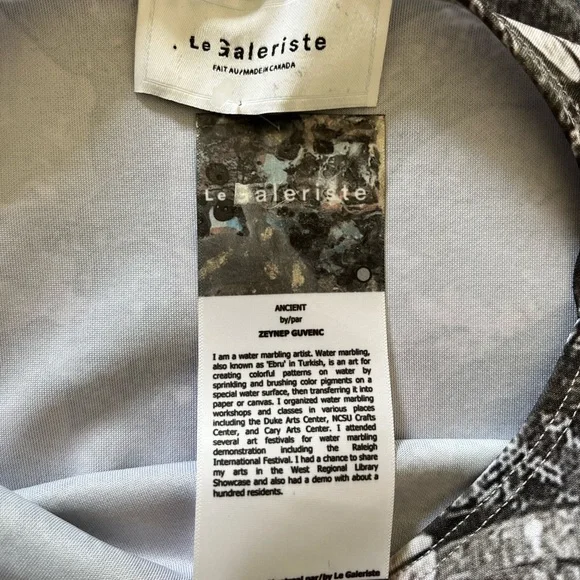 Le Galeriste
FAIT AU/MADE IN CANADA
Le Galeriste
ANCIENT
by/par
ZEYNEP GUVENC
I am a water marbling artist. Water marbling,
also known as 'Ebru' in Turkish, is an art for
creating colorful patterns on water by
sprinkling and brushing color pigments on a
special water surface, then transferring it into
paper or canvas. I organized water marbling
workshops and classes in various places
including the Duke Arts Center, NCSU Crafts
Center, and Cary Arts Center. I attended
several art festivals for water marbling
demonstration including the Raleigh
International Festival. I had a chance to share
my arts in the West Regional Library
Showcase and also had a demo with about a
hundred residents.
par/by Le Galeriste